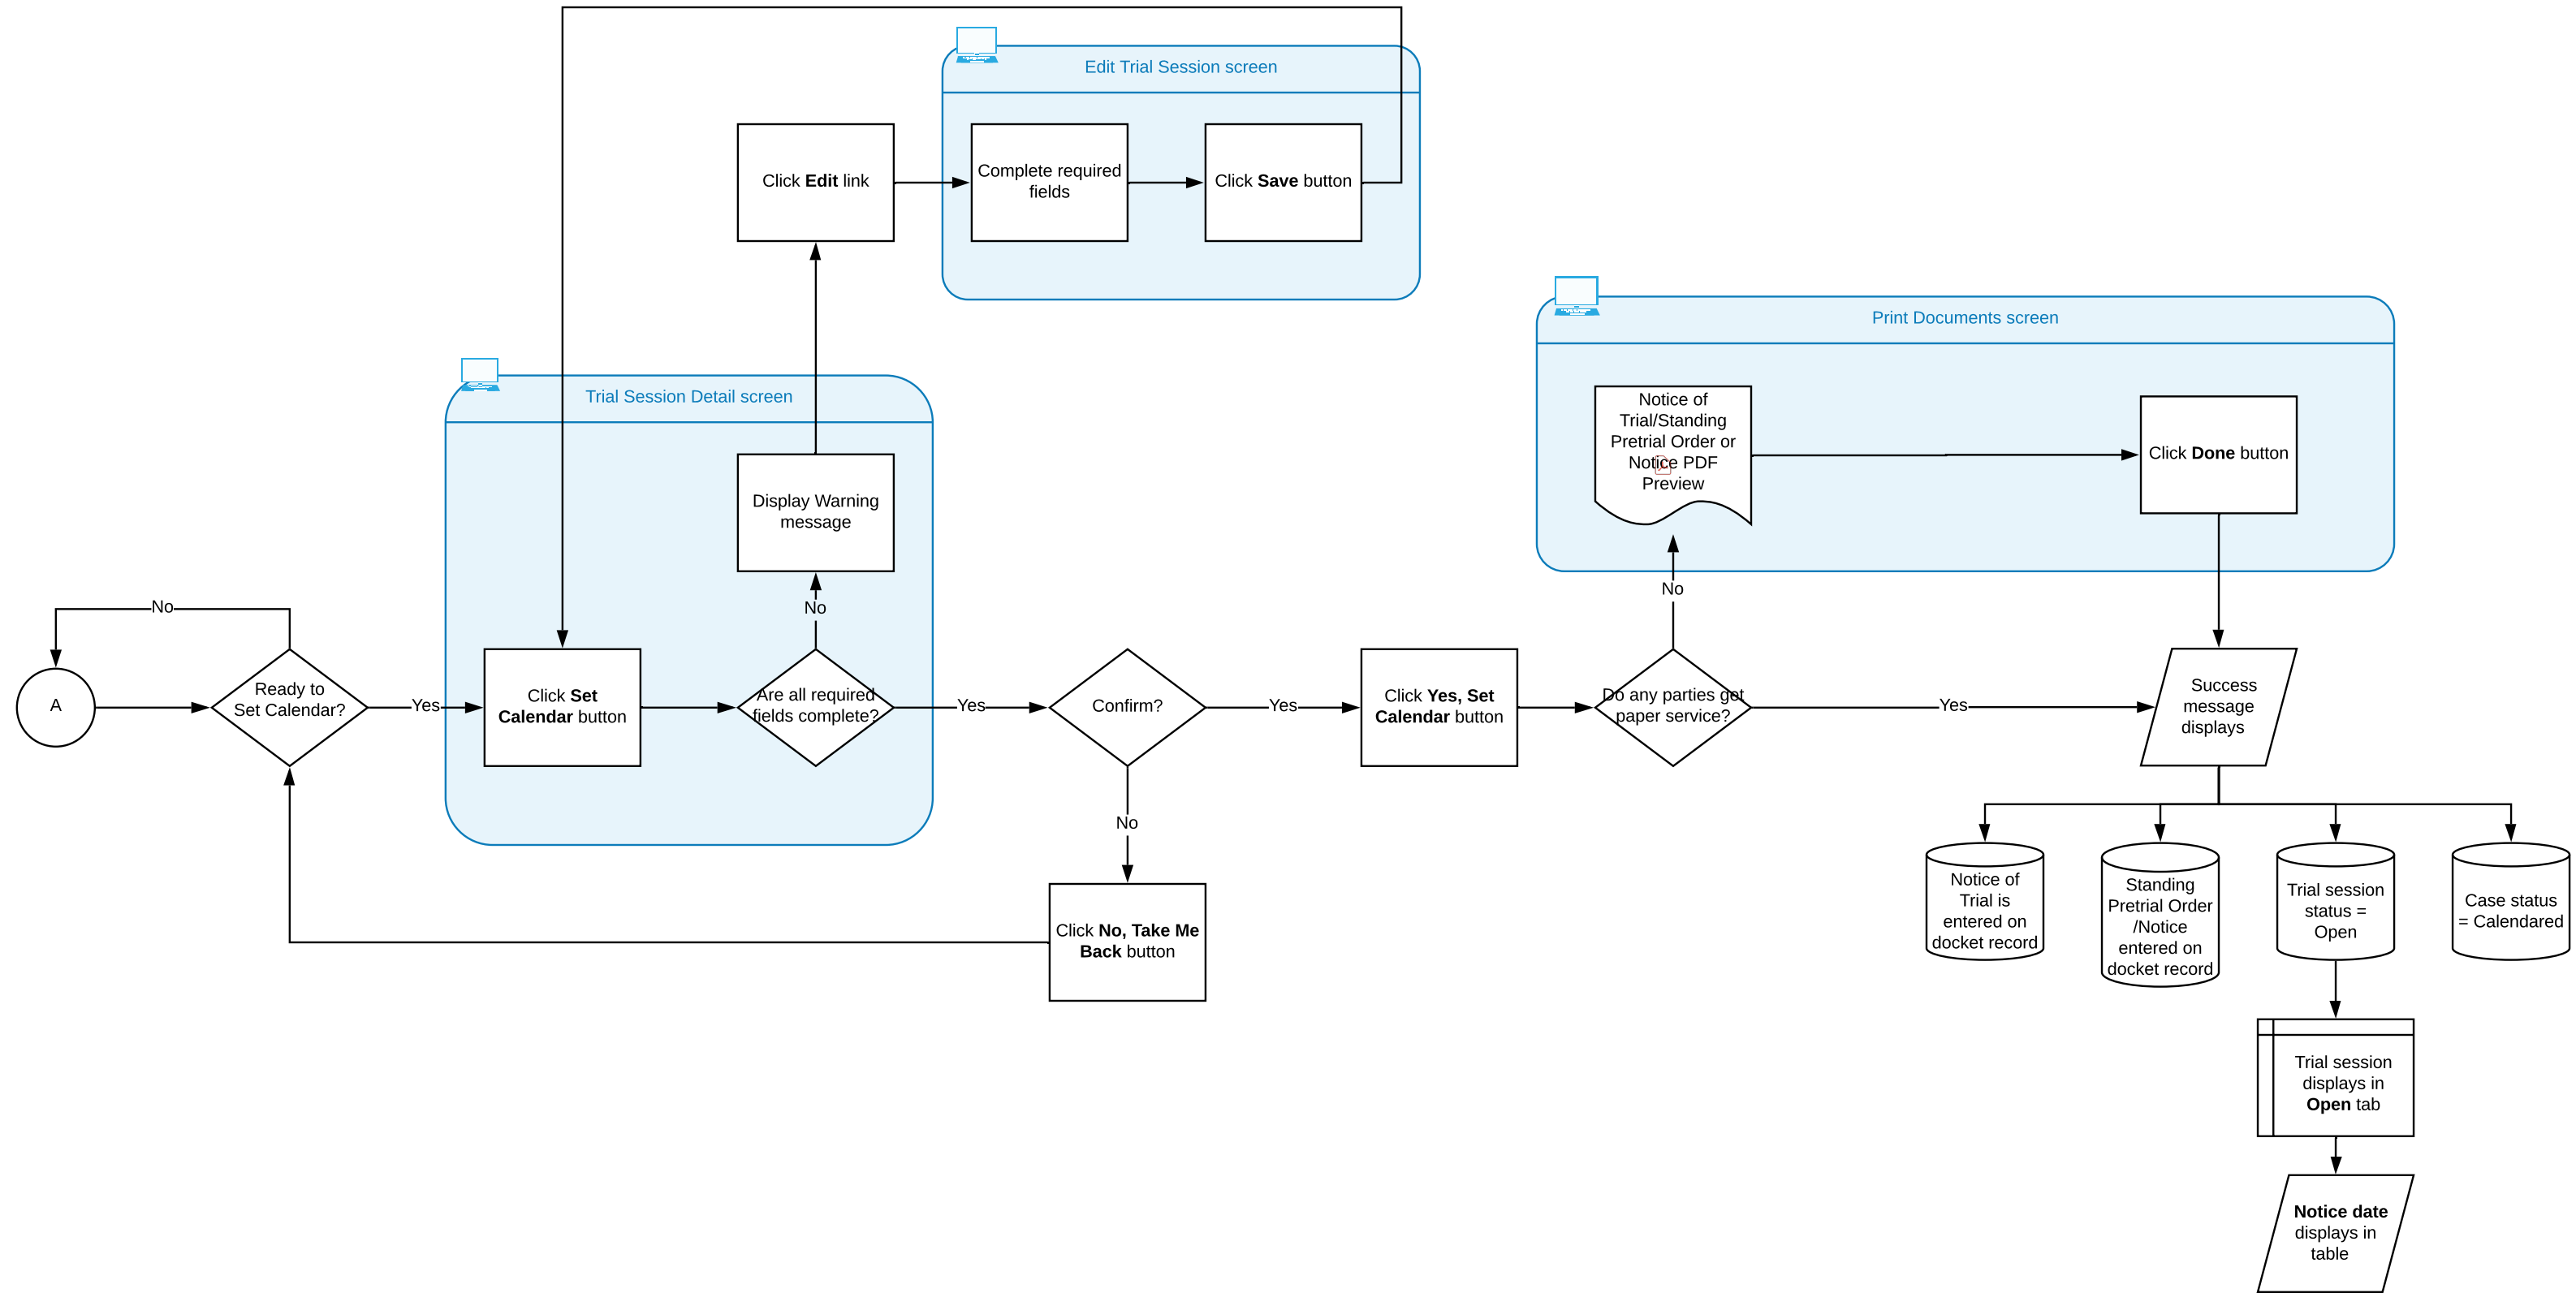 Edit Trial Session screen
Click Edit link
Complete required
fields
Click Save button
Print Documents screen
Trial Session Detail screen
Notice of
Trial/Standing
Pretrial Order or
Notice PDF
Preview
Click Done button
Display Warning
message
No
No
No
A
Ready to
Set Calendar?
Yes
Click Set
Calendar button
Are all required
fields complete?
Yes
Confirm?
Yes
Click Yes, Set
Calendar button
Do any parties get
paper service?
Yes
Success
message
displays
No
Click No, Take Me
Back button
Notice of
Trial is
entered on
docket record
Standing
Pretrial Order
/Notice
entered on
docket record
Trial session
status =
Open
Case status
= Calendared
Trial session
displays in
Open tab
Notice date
displays in
table